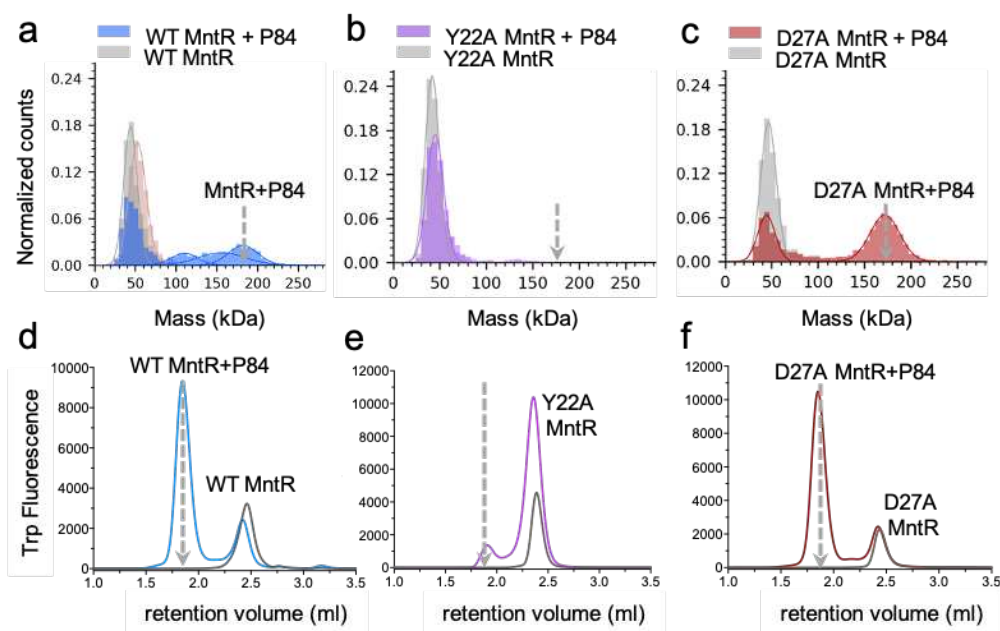 a
WT MntR + P84
WT MntR
b
Y22A MntR + P84
Y22A MntR
c
D27A MntR + P84
D27A MntR
Normalized counts
0.24
0.18
0.12
0.06
0.00
MntR+P84
0 50 100 150 200 250
Mass (kDa)
0.24
0.18
0.12
0.06
0.00
0 50 100 150 200 250
Mass (kDa)
0.24
0.18
0.12
0.06
0.00
D27A MntR+P84
0 50 100 150 200 250
Mass (kDa)
d
WT MntR+P84
WT MntR
Trp Fluorescence
10000
8000
6000
4000
2000
0
1.0 1.5 2.0 2.5 3.0 3.5
retention volume (ml)
e
Y22A
MntR
12000
10000
8000
6000
4000
2000
0
1.0 1.5 2.0 2.5 3.0 3.5
retention volume (ml)
f
D27A MntR+P84
D27A
MntR
12000
10000
8000
6000
4000
2000
0
1.0 1.5 2.0 2.5 3.0 3.5
retention volume (ml)